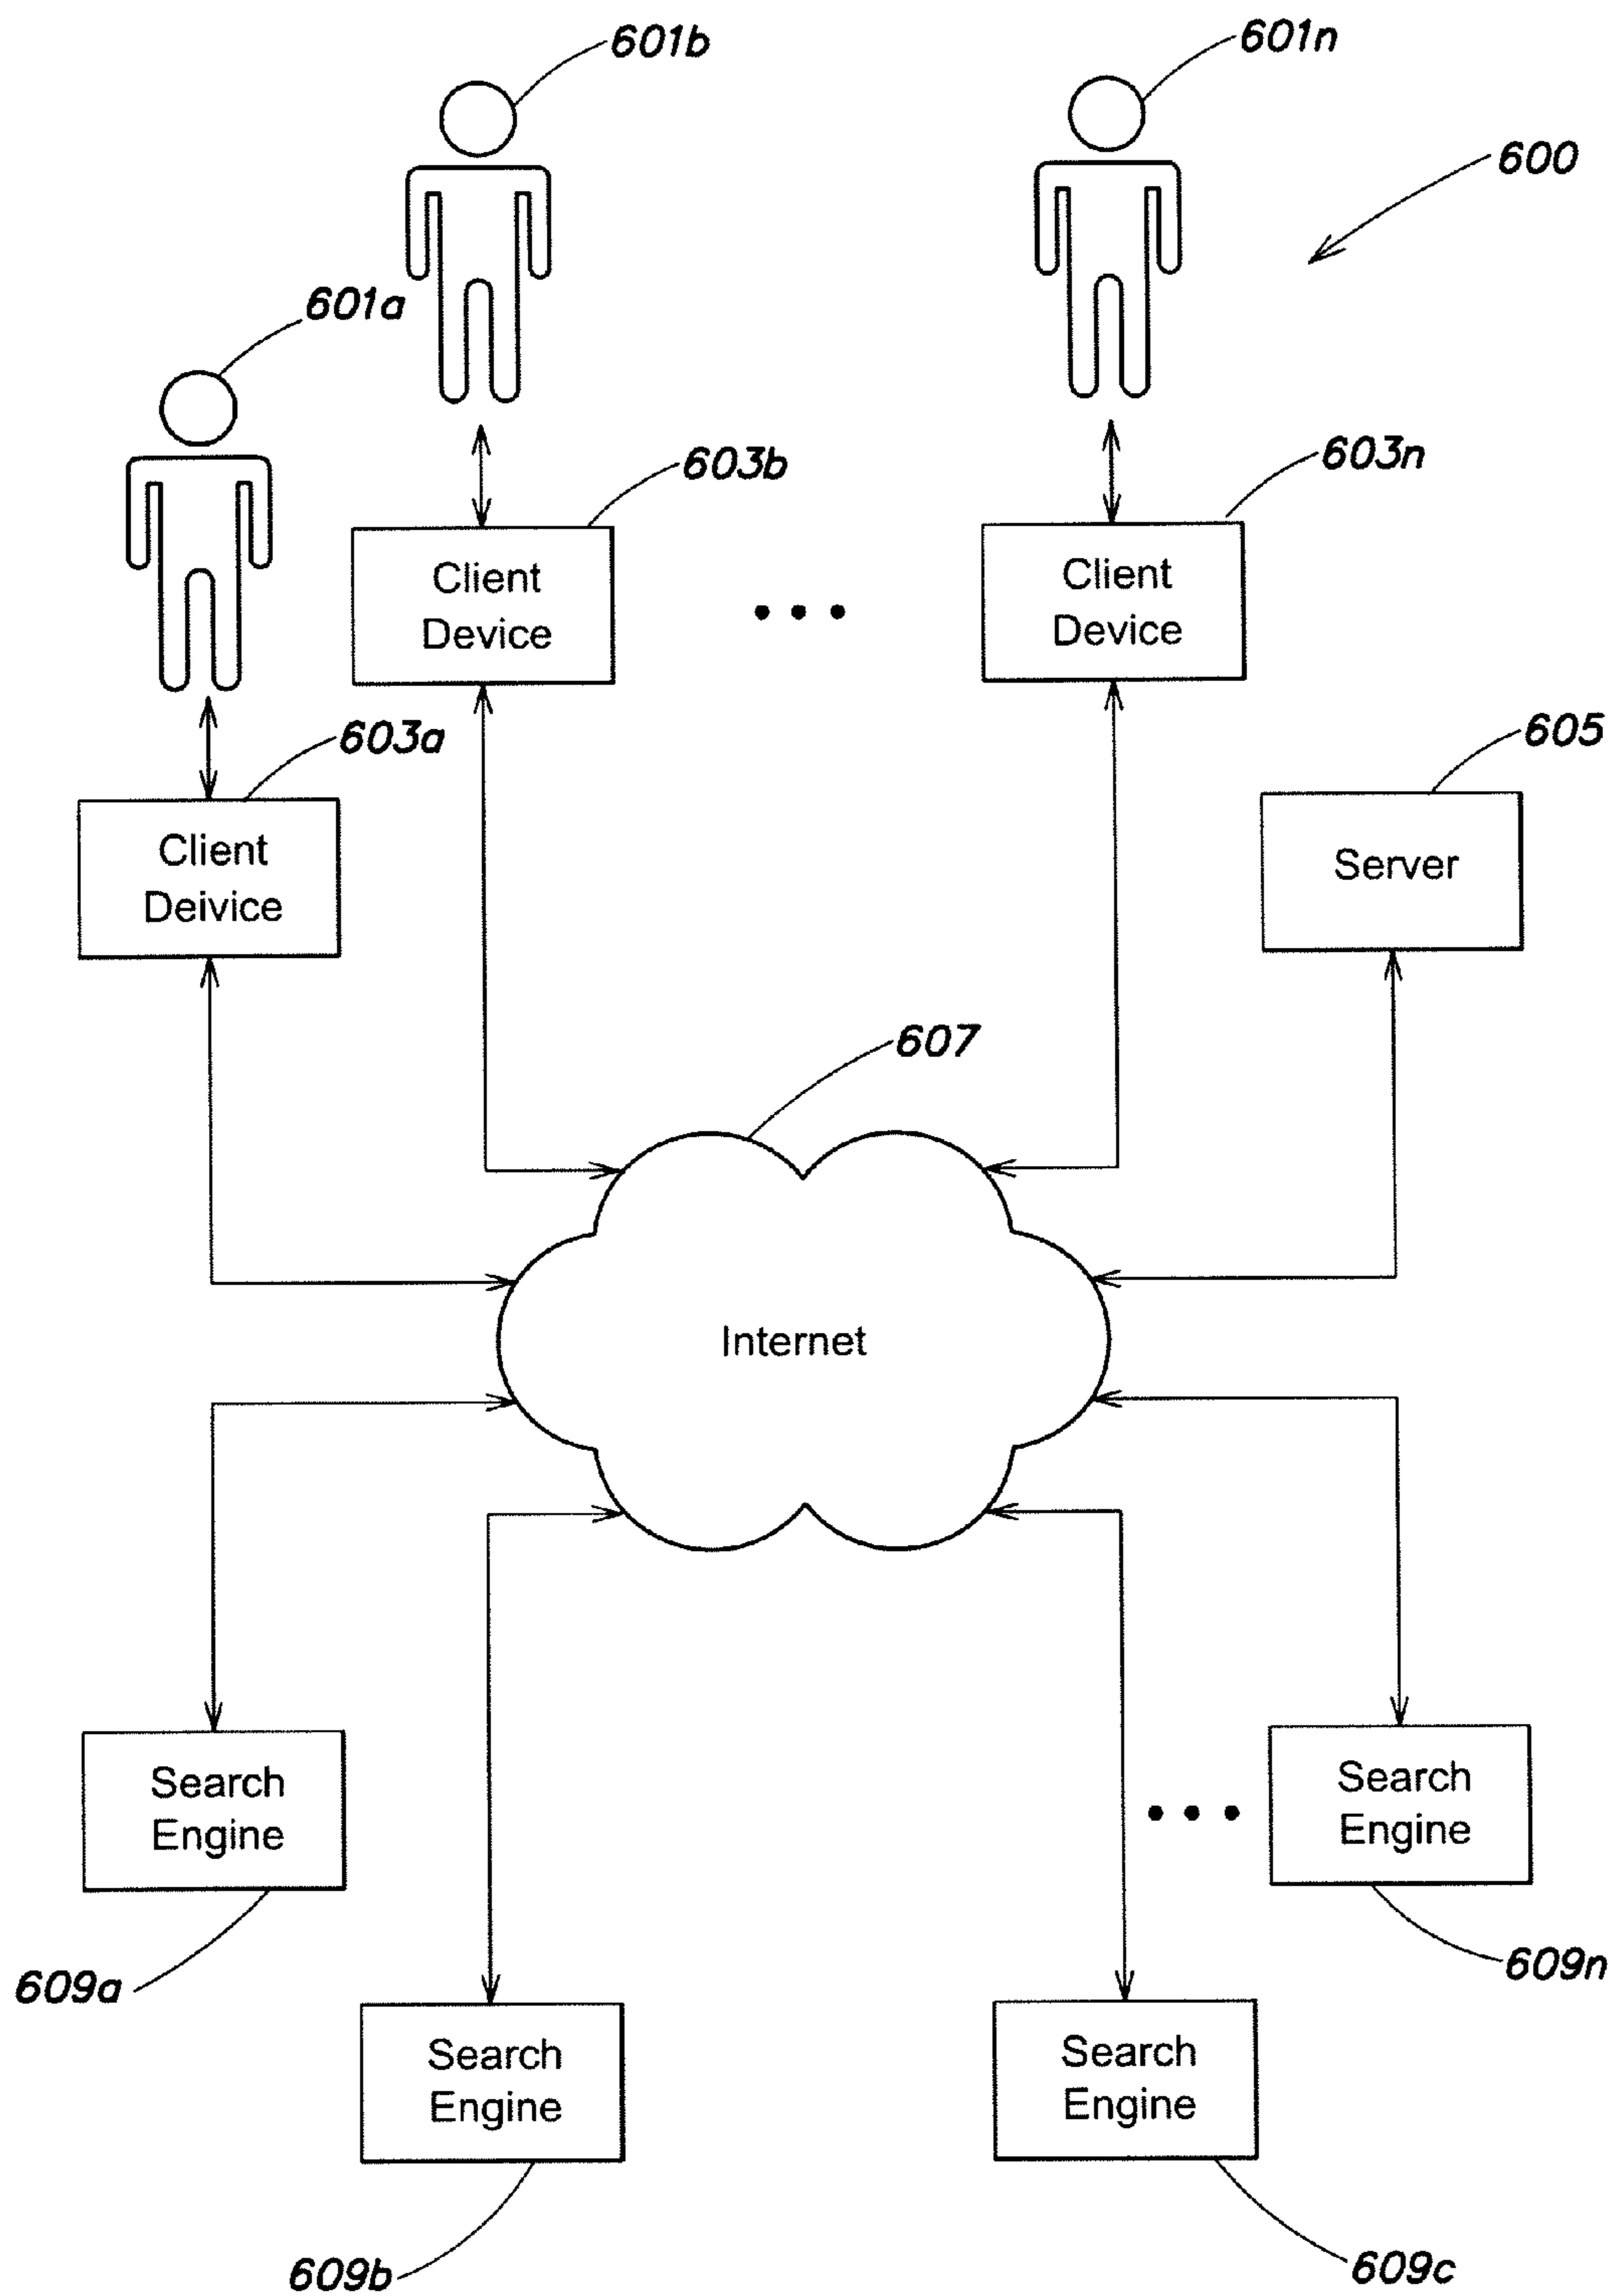 601b
601n
600
601a
603b
603n
Client
Device
Client
Device
603a
605
Client
Deivice
Server
607
Internet
Search
Engine
Search
Engine
609a
609n
Search
Engine
Search
Engine
609b
609c